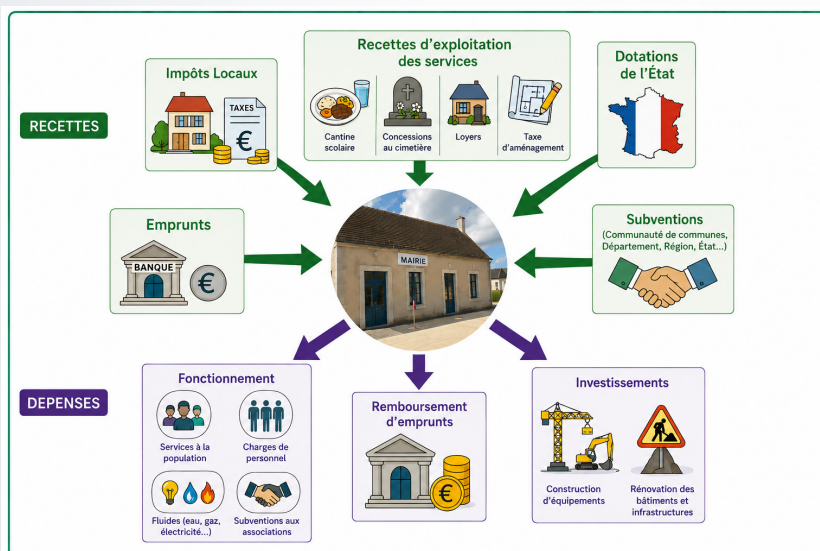 RECETTES
Impôts Locaux
TAXES
€
Recettes d'exploitation
des services
Cantine
scolaire
Concessions
au cimetière
Loyers
Taxe
d'aménagement
Dotations
de l'État
Emprunts
BANQUE
€
MAIRIE
Subventions
(Communauté de communes,
Département, Région, État...)
DEPENSES
Fonctionnement
Services à la
population
Charges de
personnel
Fluides (eau, gaz,
électricité...)
Subventions aux
associations
Remboursement
d'emprunts
€
Investissements
Construction
d'équipements
Rénovation des
bâtiments et
infrastructures